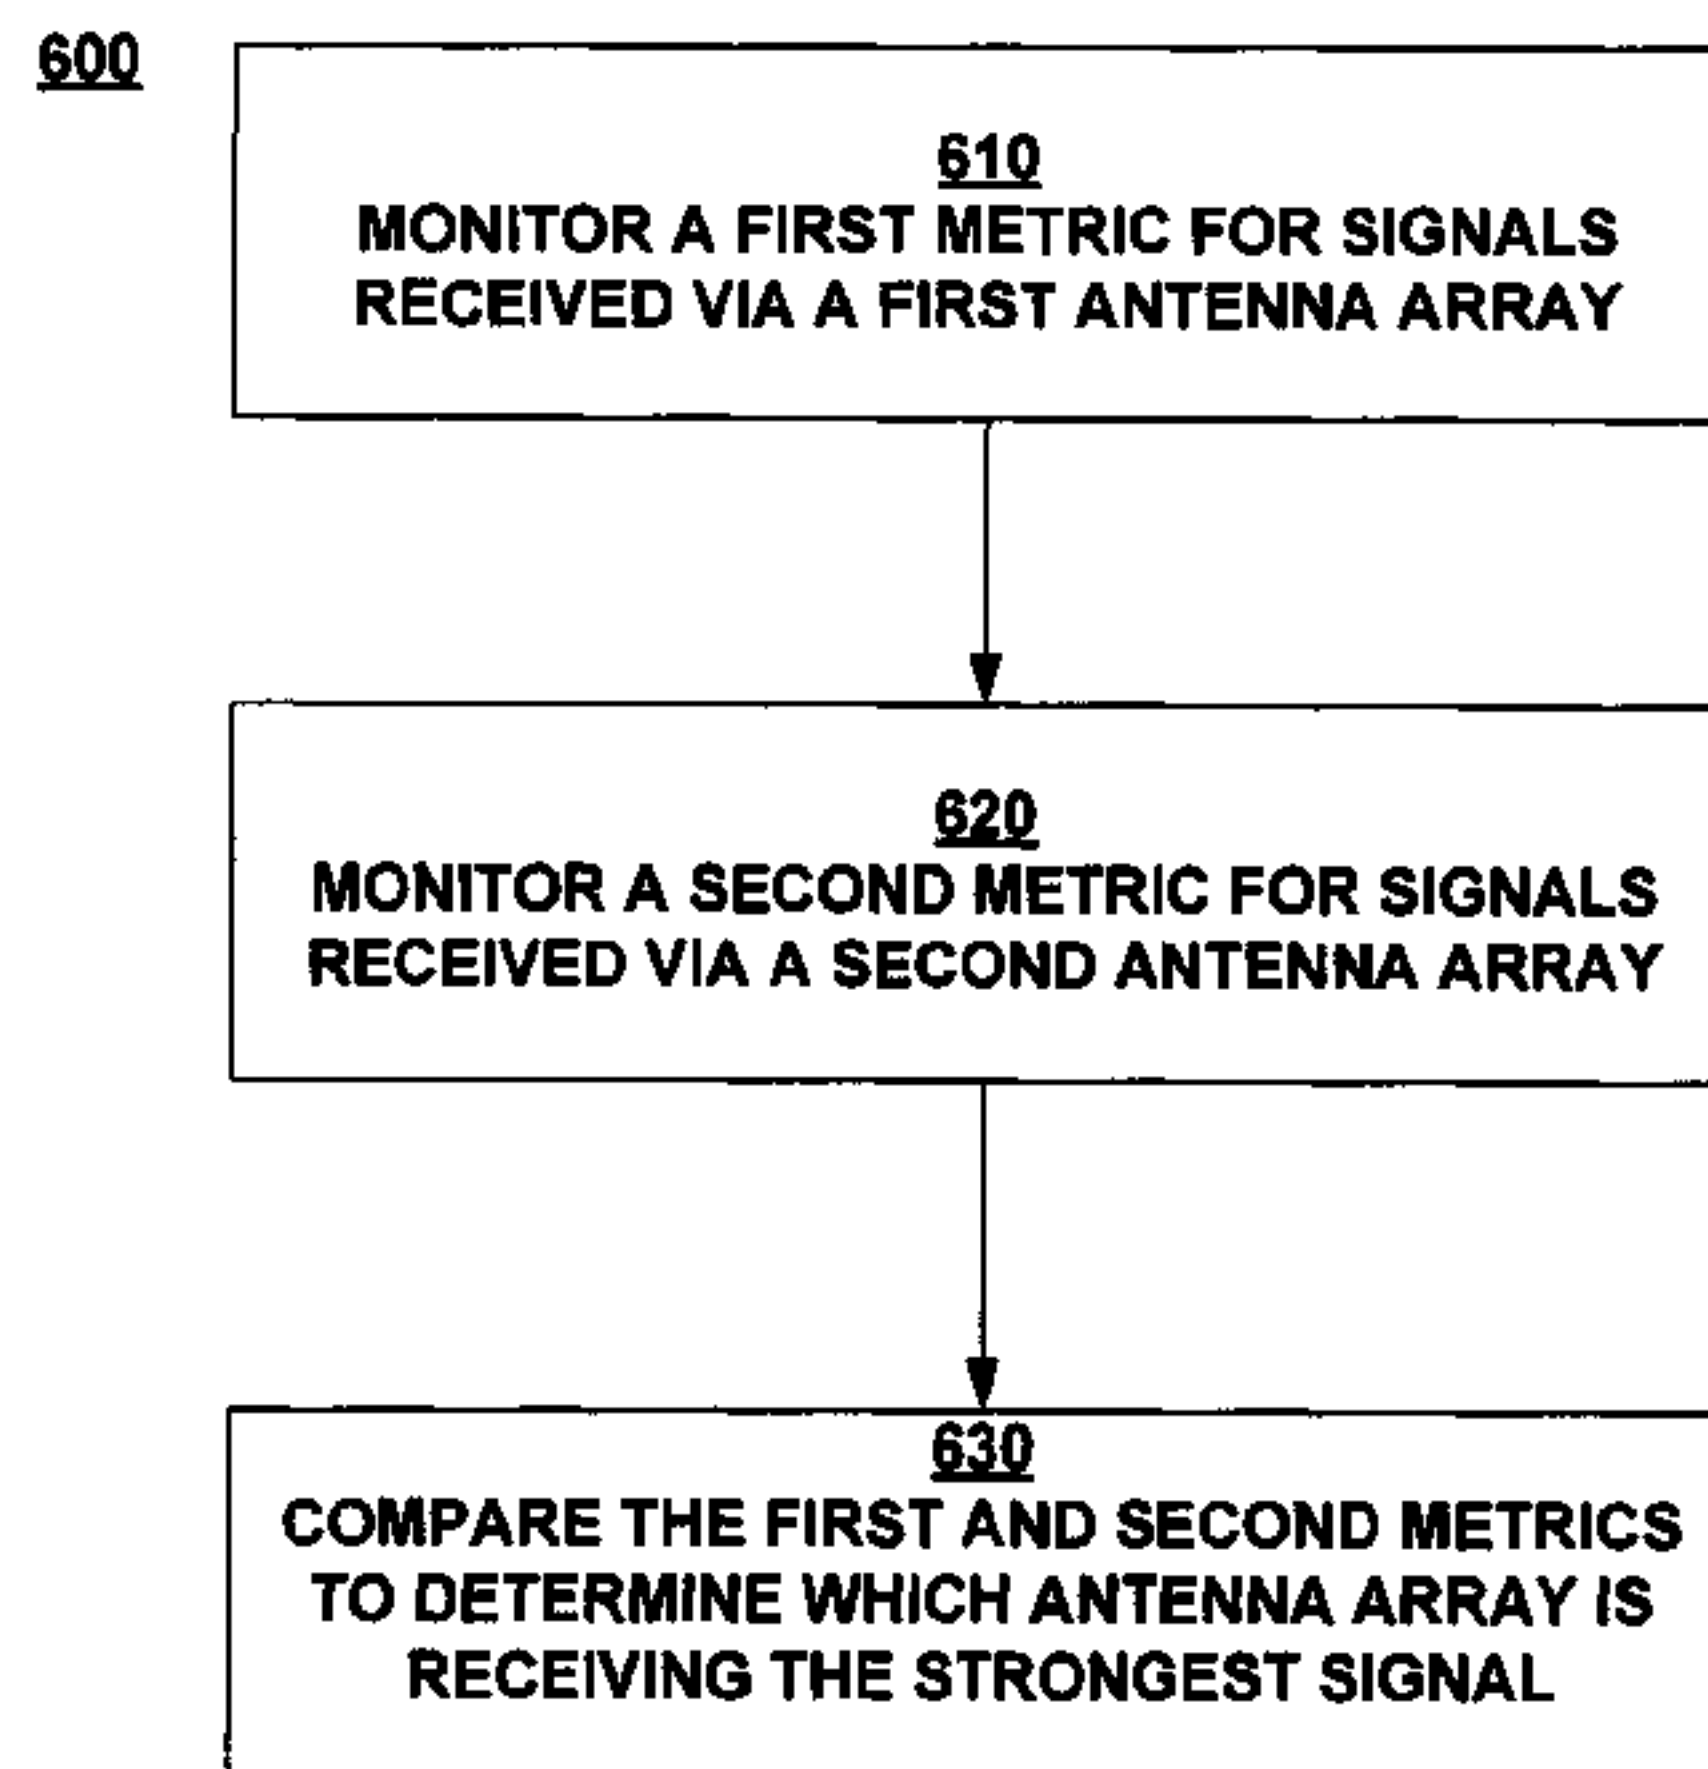 600
610
MONITOR A FIRST METRIC FOR SIGNALS
RECEIVED VIA A FIRST ANTENNA ARRAY
620
MONITOR A SECOND METRIC FOR SIGNALS
RECEIVED VIA A SECOND ANTENNA ARRAY
630
COMPARE THE FIRST AND SECOND METRICS
TO DETERMINE WHICH ANTENNA ARRAY IS
RECEIVING THE STRONGEST SIGNAL